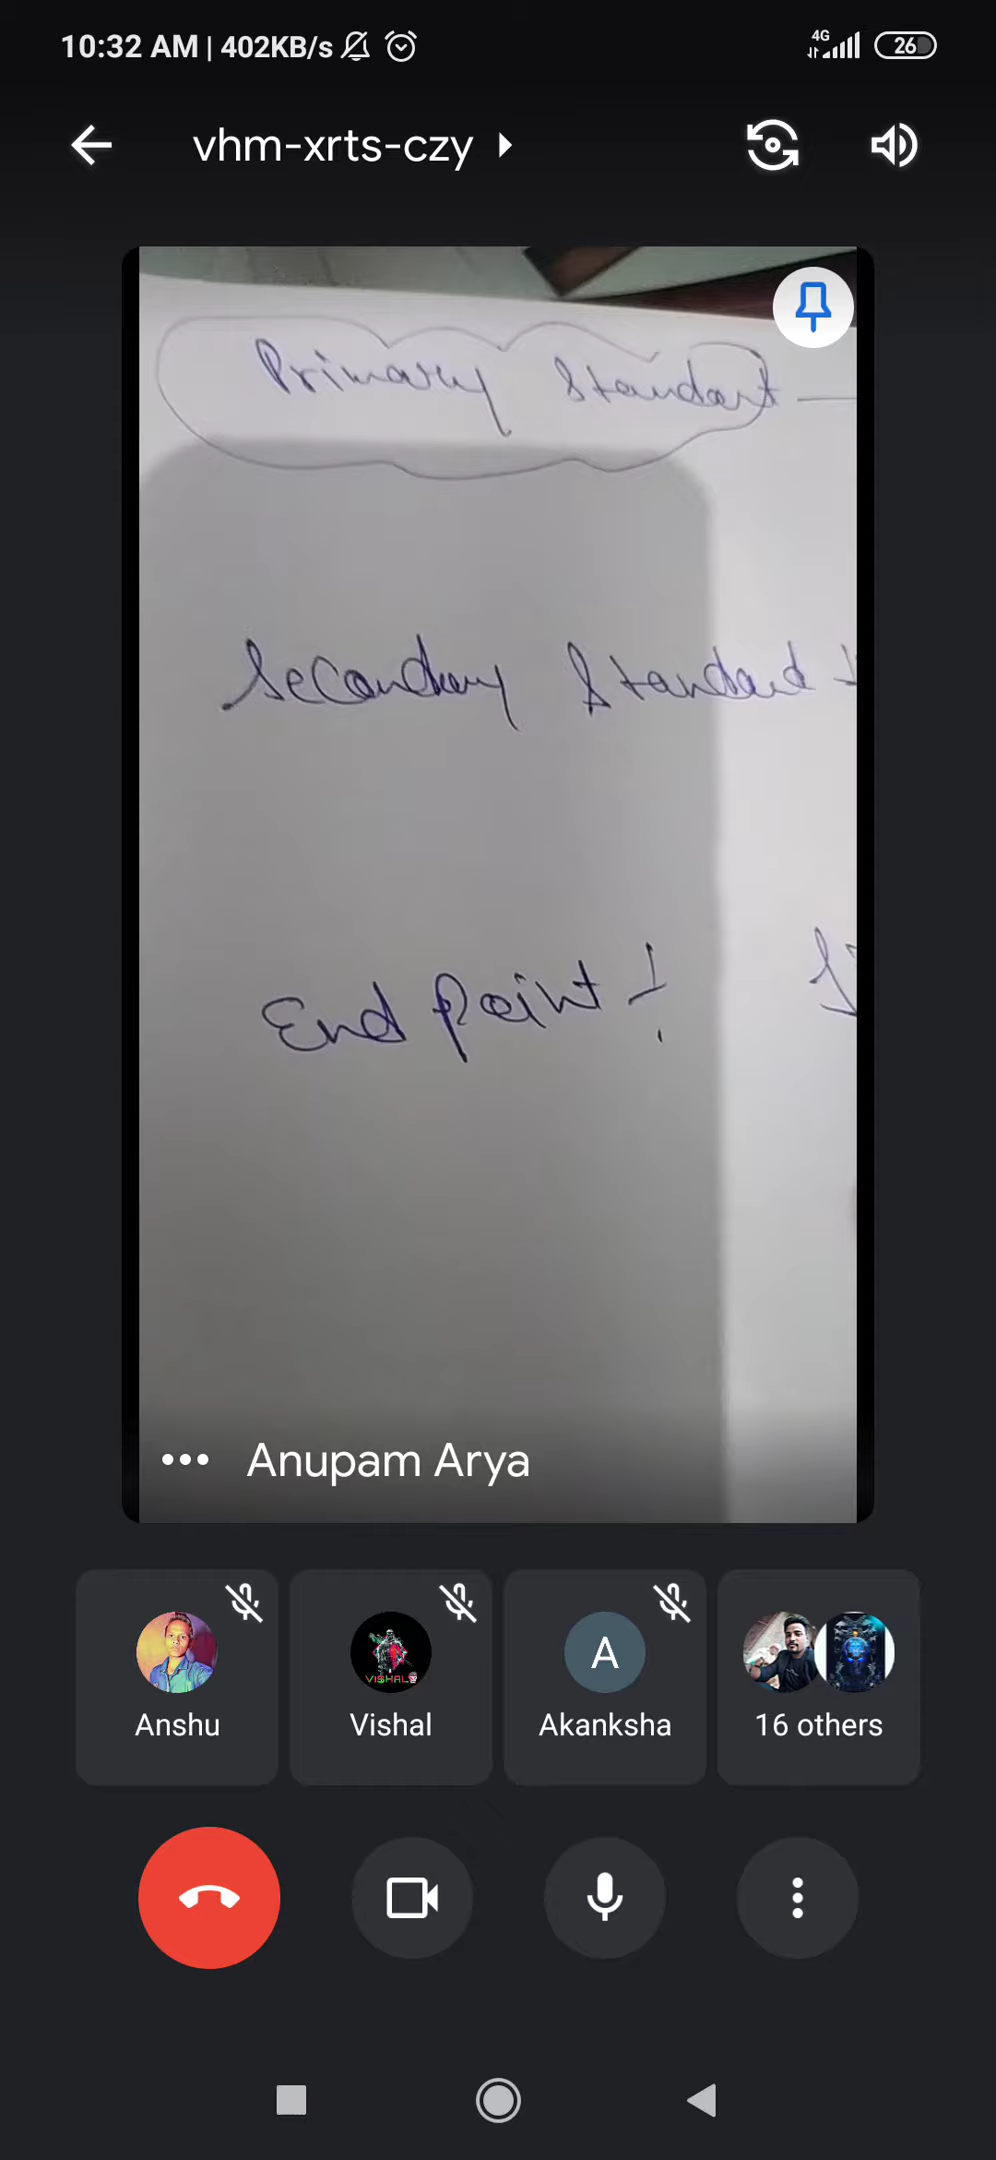 10:32 AM | 402KB/s 4G 26
vhm-xrts-czy
Primary Standard
Secondary Standard
End Point :
Anupam Arya
VISHAL
A
Anshu Vishal Akanksha 16 others